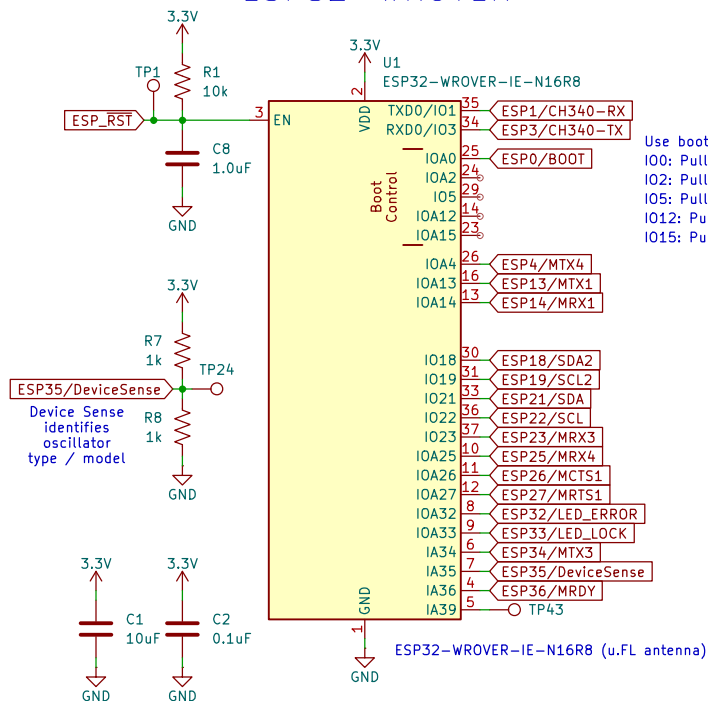 3.3V
TP1
R1
10k
ESP_RST
C8
1.0uF
GND
3.3V
U1
ESP32-WROVER-IE-N16R8
2
VDD
3
EN
TXD0/IO1 35 ESP1/CH340-RX
RXD0/IO3 34 ESP3/CH340-TX
IOA0 25 ESP0/BOOT
IOA2 24
IO5 29
IOA12 14
IOA15 23
Boot
Control
Use boot
IO0: Pull
IO2: Pull
IO5: Pull
IO12: Pu
IO15: Pu
IOA4 26 ESP4/MTX4
IOA13 16 ESP13/MTX1
IOA14 13 ESP14/MRX1
IO18 30 ESP18/SDA2
IO19 31 ESP19/SCL2
IO21 33 ESP21/SDA
IO22 36 ESP22/SCL
IO23 37 ESP23/MRX3
IOA25 10 ESP25/MRX4
IOA26 11 ESP26/MCTS1
IOA27 12 ESP27/MRTS1
IOA32 8 ESP32/LED_ERROR
IOA33 9 ESP33/LED_LOCK
IA34 6 ESP34/MTX3
IA35 7 ESP35/DeviceSense
IA36 4 ESP36/MRDY
IA39 5 TP43
GND
1
GND
ESP32-WROVER-IE-N16R8 (u.FL antenna)
3.3V
R7
1k
TP24
ESP35/DeviceSense
R8
1k
GND
Device Sense
identifies
oscillator
type / model
3.3V
C1
10uF
GND
3.3V
C2
0.1uF
GND